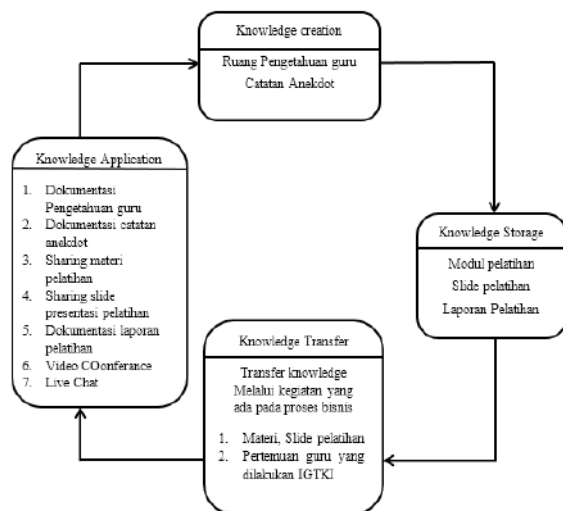 Knowledge creation
Ruang Pengetahuan guru
Catatan Anekdot
Knowledge Storage
Modul pelatihan
Slide pelatihan
Laporan Pelatihan
Knowledge Transfer
Transfer knowledge
Melalui kegiatan yang
ada pada proses bisnis
1. Materi, Slide pelatihan
2. Pertemuan guru yang
dilakukan IGTKI
Knowledge Application
1. Dokumentasi
Pengetahuan guru
2. Dokumentasi catatan
anekdot
3. Sharing materi
pelatihan
4. Sharing slide
presentasi pelatihan
5. Dokumentasi laporan
pelatihan
6. Video COonferance
7. Live Chat